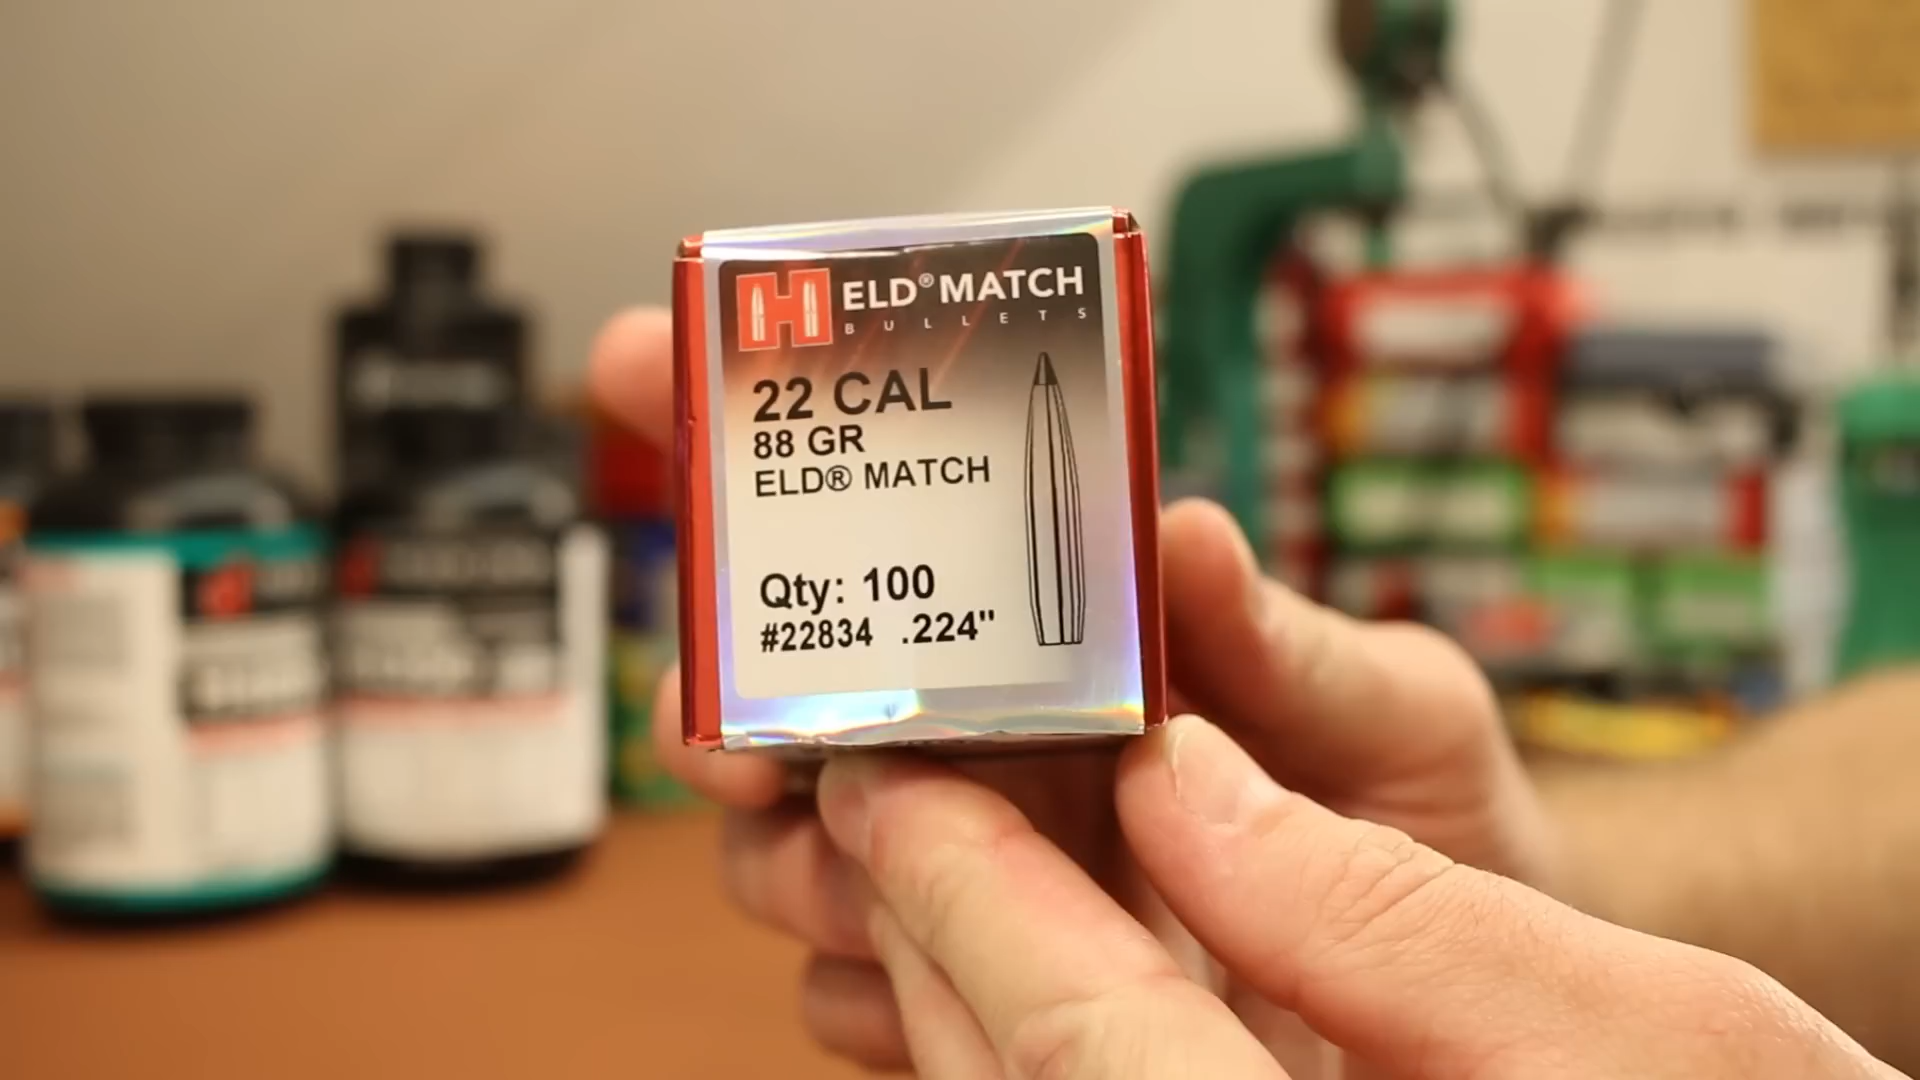 H ELD® MATCH
BULLETS
22 CAL
88 GR
ELD® MATCH
Qty: 100
#22834 .224"